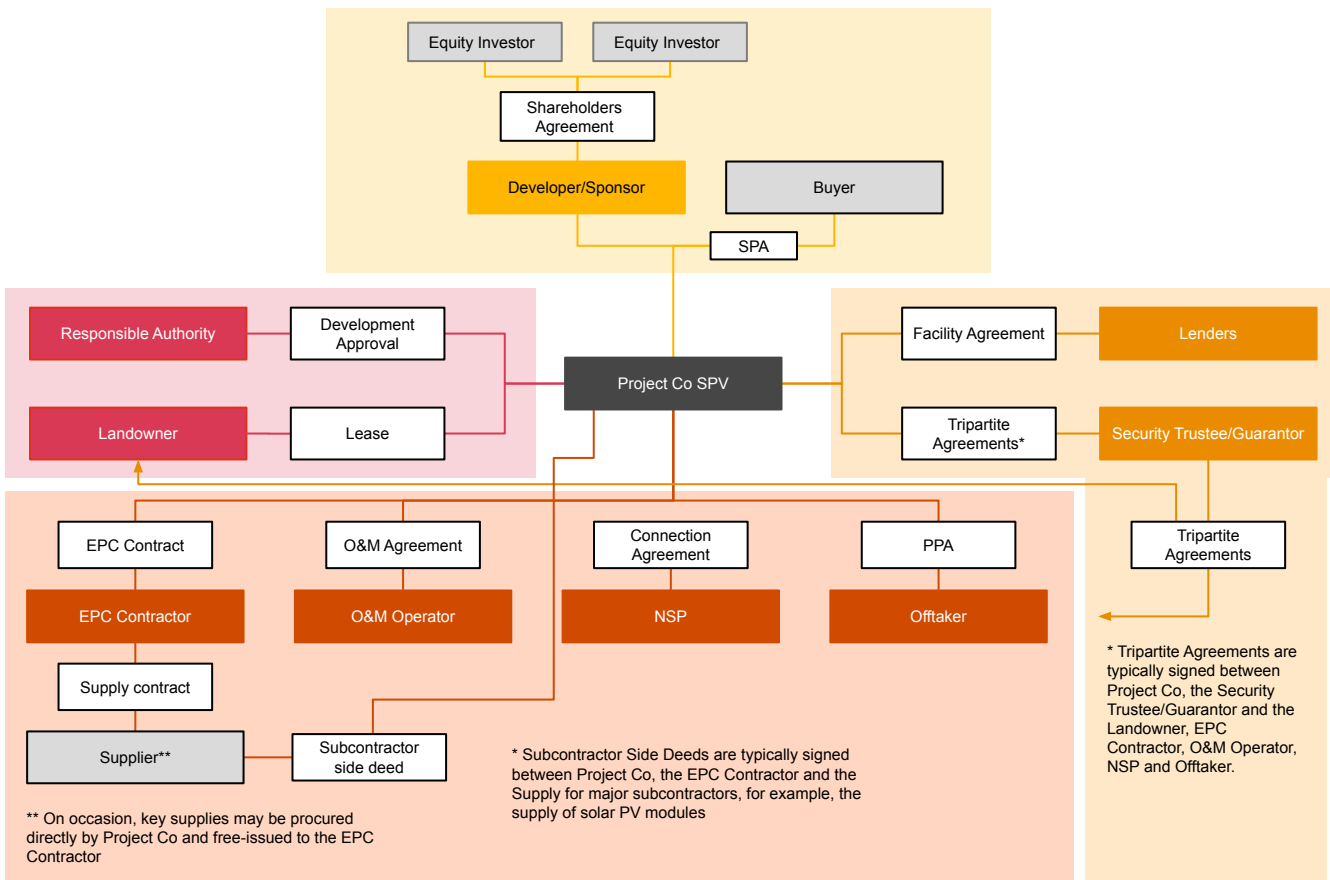 Equity Investor
Equity Investor
Shareholders
Agreement
Developer/Sponsor
Buyer
SPA
Responsible Authority
Development
Approval
Facility Agreement
Lenders
Project Co SPV
Landowner
Lease
Tripartite
Agreements*
Security Trustee/Guarantor
EPC Contract
O&M Agreement
Connection
Agreement
PPA
Tripartite
Agreements
EPC Contractor
O&M Operator
NSP
Offtaker
Supply contract
Supplier**
Subcontractor
side deed
* Subcontractor Side Deeds are typically signed
between Project Co, the EPC Contractor and the
Supply for major subcontractors, for example, the
supply of solar PV modules
* Tripartite Agreements are
typically signed between
Project Co, the Security
Trustee/Guarantor and the
Landowner, EPC
Contractor, O&M Operator,
NSP and Offtaker.
** On occasion, key supplies may be procured
directly by Project Co and free-issued to the EPC
Contractor